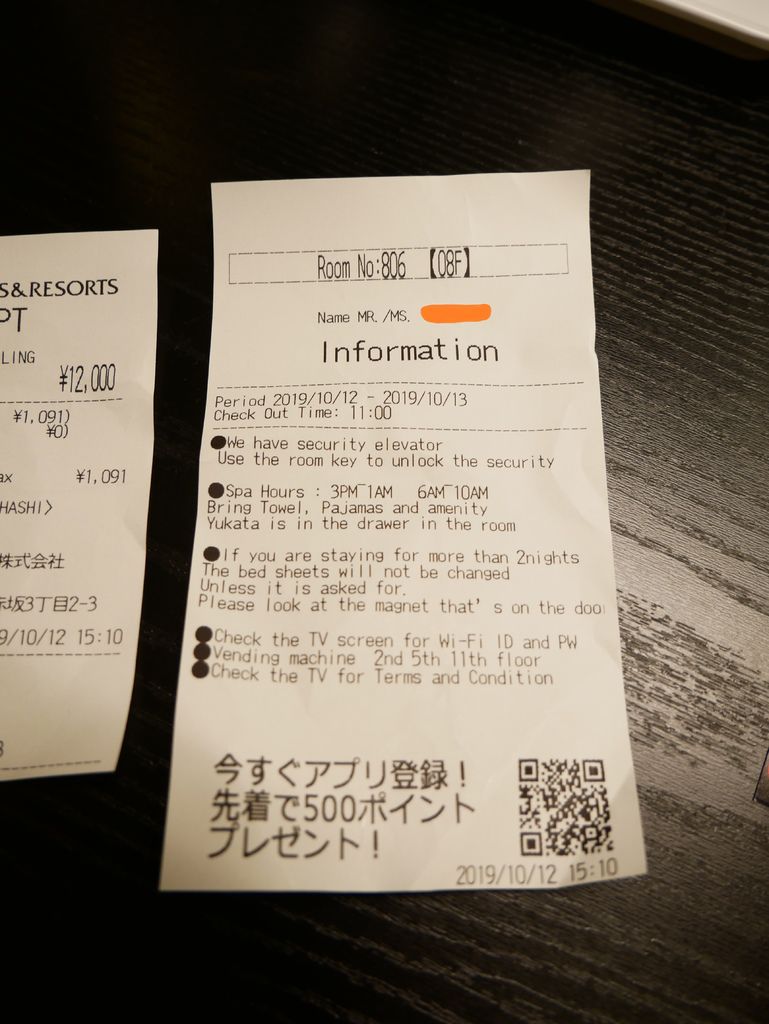 S&RESORTS
PT
LING
¥12,000
¥1,091)
¥0)
ax ¥1,091
HASHI>
株式会社
赤坂3丁目2-3
9/10/12 15:10
Room No:806 【08F】
Name MR. /MS.
Information
Period 2019/10/12 - 2019/10/13
Check Out Time: 11:00
●We have security elevator
Use the room key to unlock the security
●Spa Hours : 3PM~1AM 6AM~10AM
Bring Towel, Pajamas and amenity
Yukata is in the drawer in the room
●If you are staying for more than 2nights
The bed sheets will not be changed
Unless it is asked for.
Please look at the magnet that's on the doo
●Check the TV screen for Wi-Fi ID and PW
●Vending machine 2nd 5th 11th floor
●Check the TV for Terms and Condition
今すぐアプリ登録!
先着で500ポイント
プレゼント!
2019/10/12 15:10